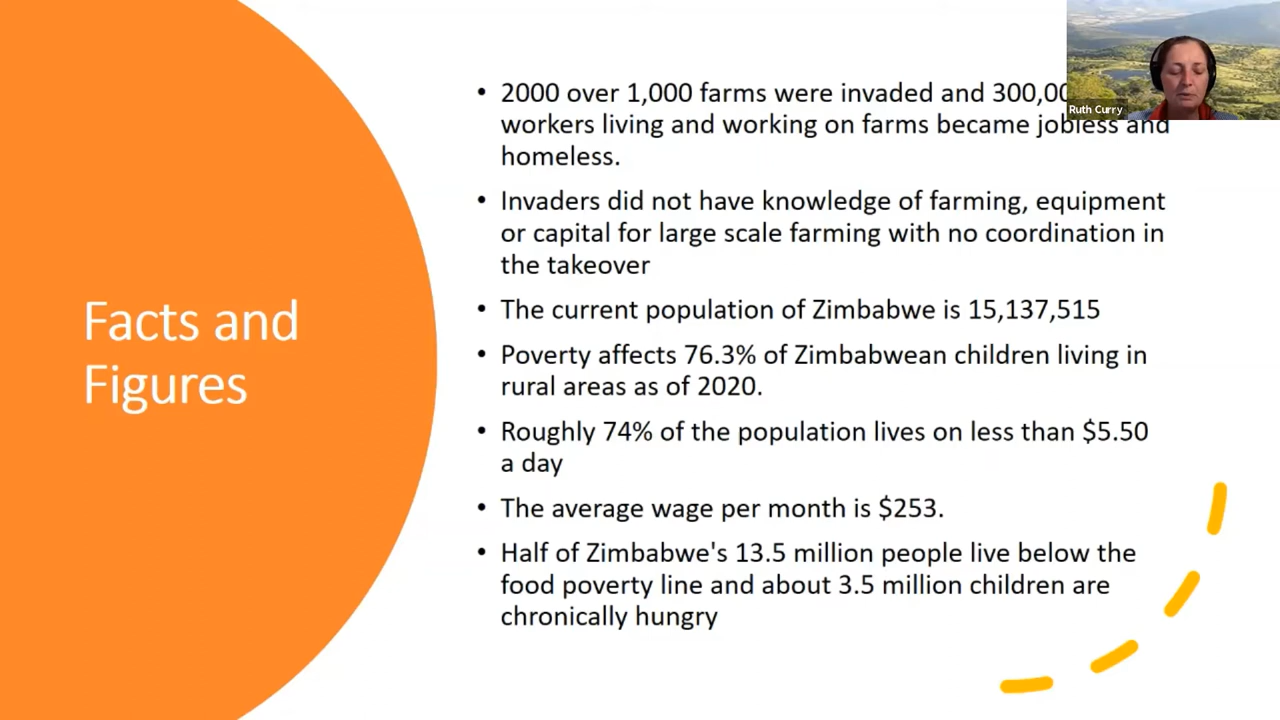 Facts and
Figures
• 2000 over 1,000 farms were invaded and
workers living and working on farms became jobless and
homeless.
• Invaders did not have knowledge of farming, equipment
or capital for large scale farming with no coordination in
the takeover
• The current population of Zimbabwe is 15,137,515
• Poverty affects 76.3% of Zimbabwean children living in
rural areas as of 2020.
• Roughly 74% of the population lives on less than $5.50
a day
• The average wage per month is $253.
• Half of Zimbabwe's 13.5 million people live below the
food poverty line and about 3.5 million children are
chronically hungry
Ruth Curry